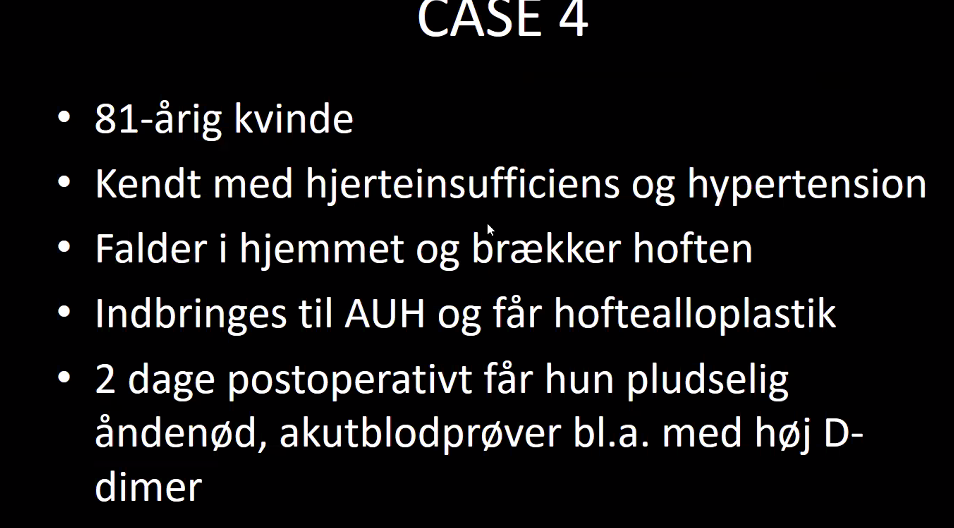 CASE 4
• 81-årig kvinde
• Kendt med hjerteinsufficiens og hypertension
• Falder i hjemmet og brækker hoften
• Indbringes til AUH og får hoftealloplastik
• 2 dage postoperativt får hun pludselig
åndenød, akutblodprøver bl.a. med høj D-
dimer